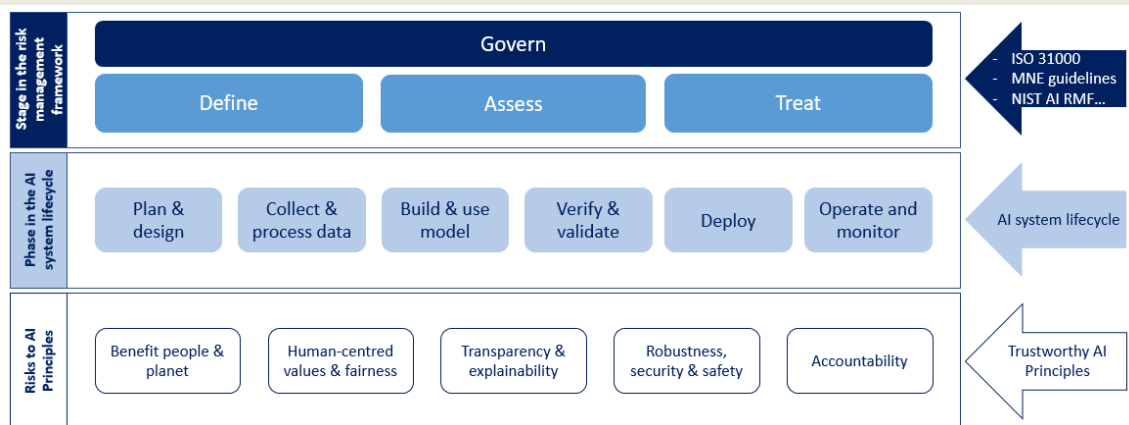 Stage in the risk
management
framework
Govern
Define
Assess
Treat
- ISO 31000
- MNE guidelines
- NIST AI RMF...
Phase in the AI
system lifecycle
Plan &
design
Collect &
process data
Build & use
model
Verify &
validate
Deploy
Operate and
monitor
AI system lifecycle
Risks to AI
Principles
Benefit people &
planet
Human-centred
values & fairness
Transparency &
explainability
Robustness,
security & safety
Accountability
Trustworthy AI
Principles